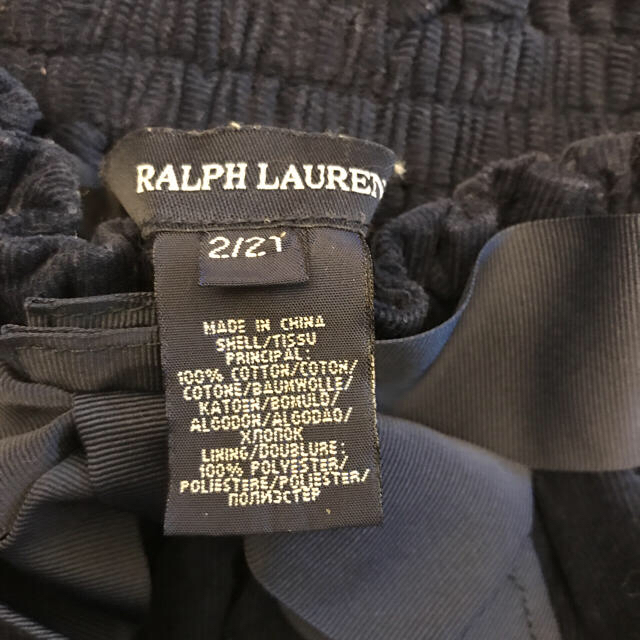 RALPH LAUREN
2/2T
MADE IN CHINA
SHELL/TISSU
PRINCIPAL:
100% COTTON/COTON/
COTONE/BAUMWOLLE/
KATOEN/BOMULD/
ALGODON/ALGODAO/
ХЛОПОК
LINING/DOUBLURE:
100% POLYESTER/
POLIESTERE/POLIESTER/
ПОЛИЭСТЕР